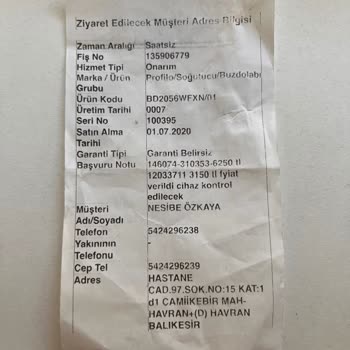 Ziyaret Edilecek Müşteri Adres Bilgisi
Zaman Aralığı Saatsiz
Fiş No 135906779
Hizmet Tipi Onarım
Marka / Ürün Profilo/Soğutucu/Buzdolabı
Grubu
Ürün Kodu BD2056WFXN/01
Üretim Tarihi 0007
Seri No 100395
Satın Alma 01.07.2020
Tarihi
Garanti Tipi Garanti Belirsiz
Başvuru Notu 146074-310353-6250 tl
12033711 3150 tl fyiat
verildi cihaz kontrol
edilecek
Müşteri NESİBE ÖZKAYA
Adı/Soyadı
Telefon 5424296238
Yakınının -
Telefonu
Cep Tel 5424296239
Adres HASTANE
CAD.97.SOK.NO:15 KAT:1
d1 CAMİİKEBİR MAH-
HAVRAN+(D) HAVRAN
BALIKESİR